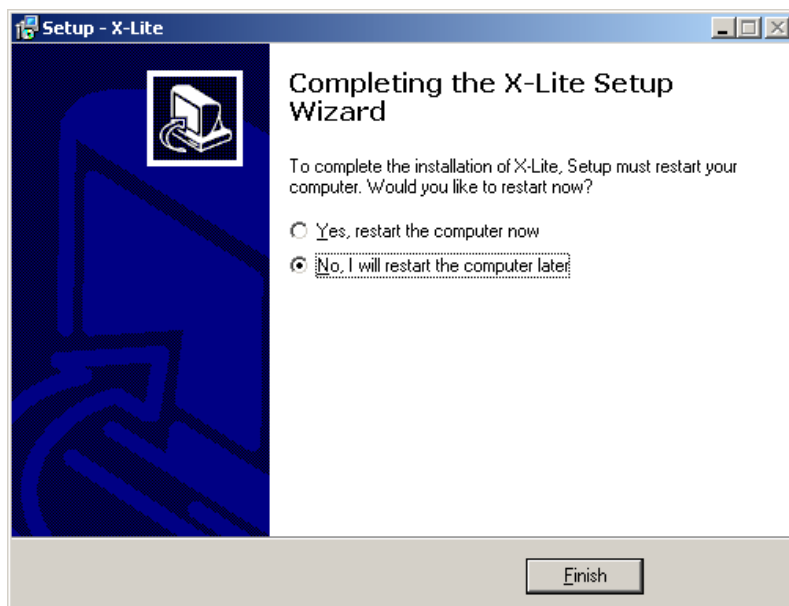 Setup - X-Lite
Completing the X-Lite Setup
Wizard
To complete the installation of X-Lite, Setup must restart your
computer. Would you like to restart now?
Yes, restart the computer now
No, I will restart the computer later
Finish